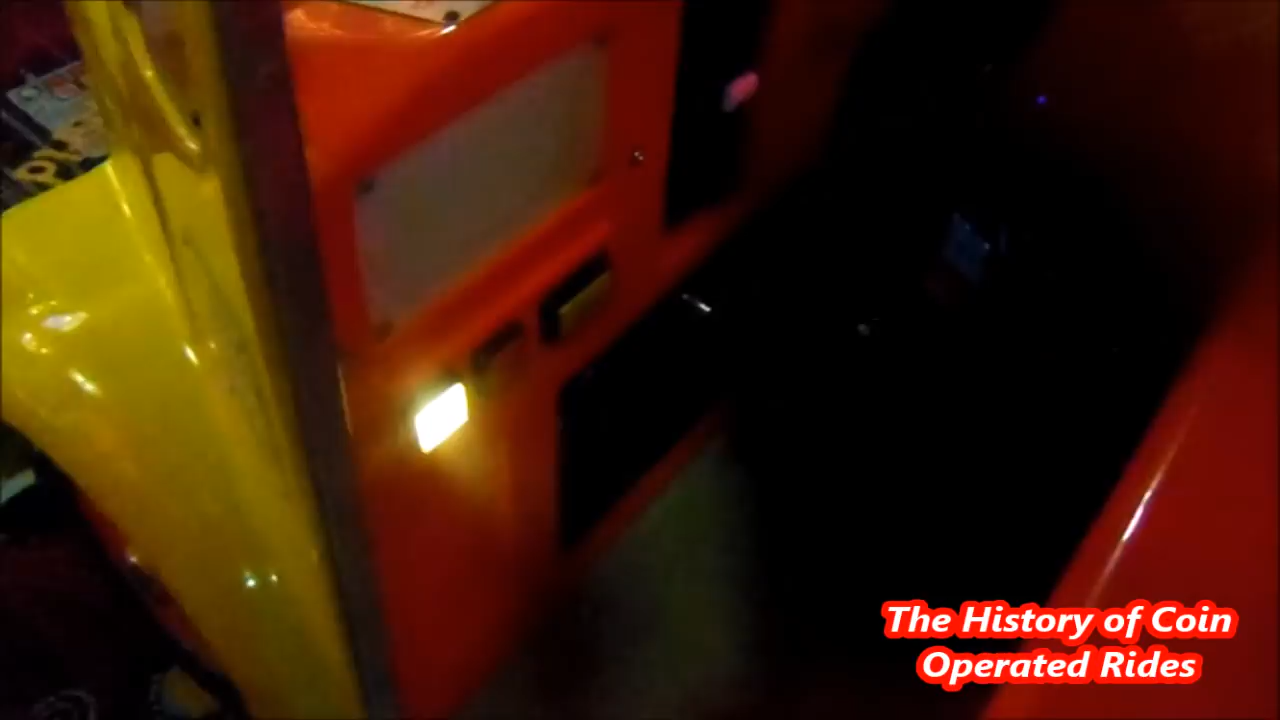 The History of Coin
Operated Rides